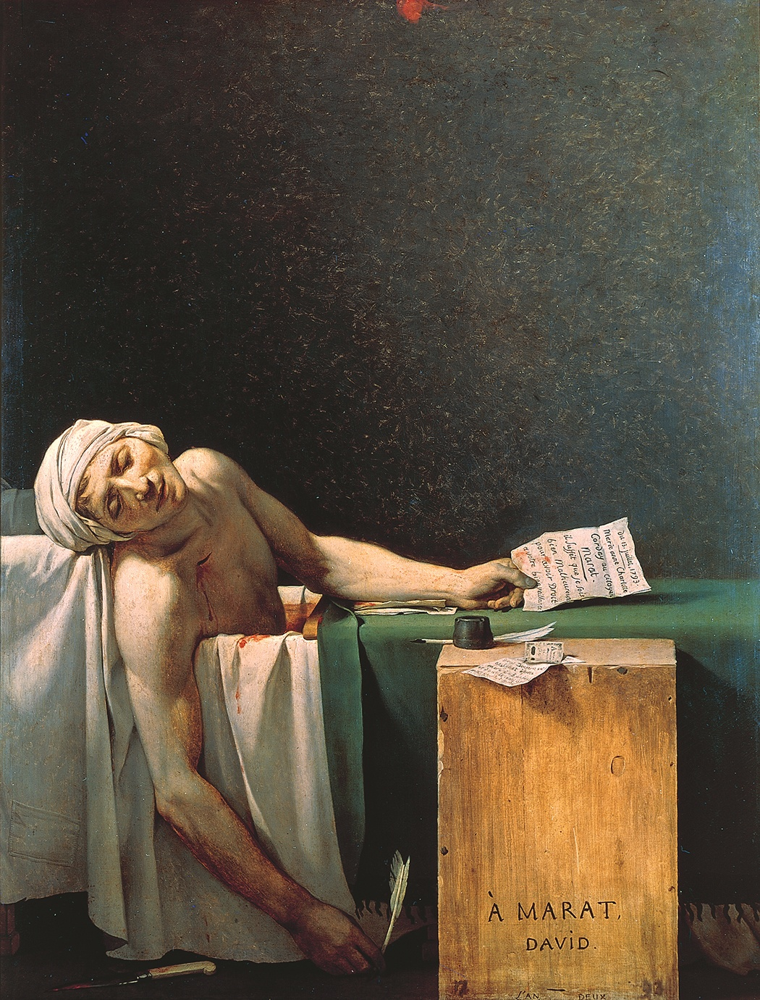 du 13. juillet, 1793.
Marie anne Charlotte
Corday au citoyen
Marat.
il suffit que je sois
bien Malheureuse
pour avoir Droit
a votre bienveillance
À MARAT,
DAVID.
L'AN DEUX